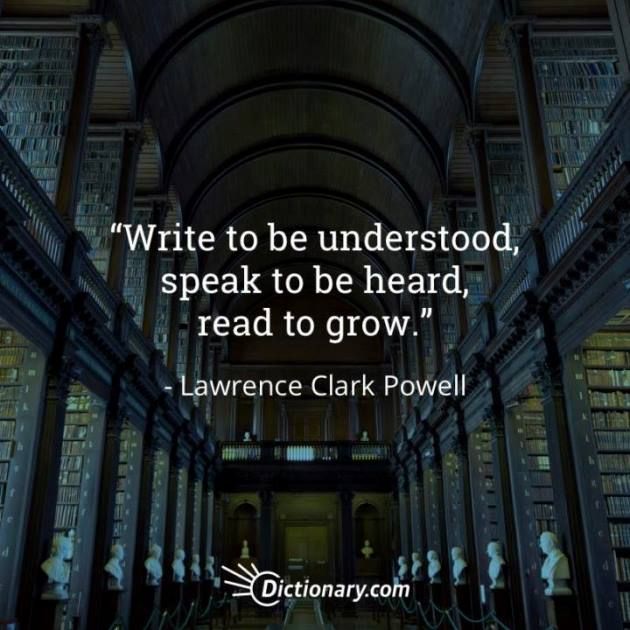 “Write to be understood,
speak to be heard,
read to grow.”
- Lawrence Clark Powell
Dictionary.com